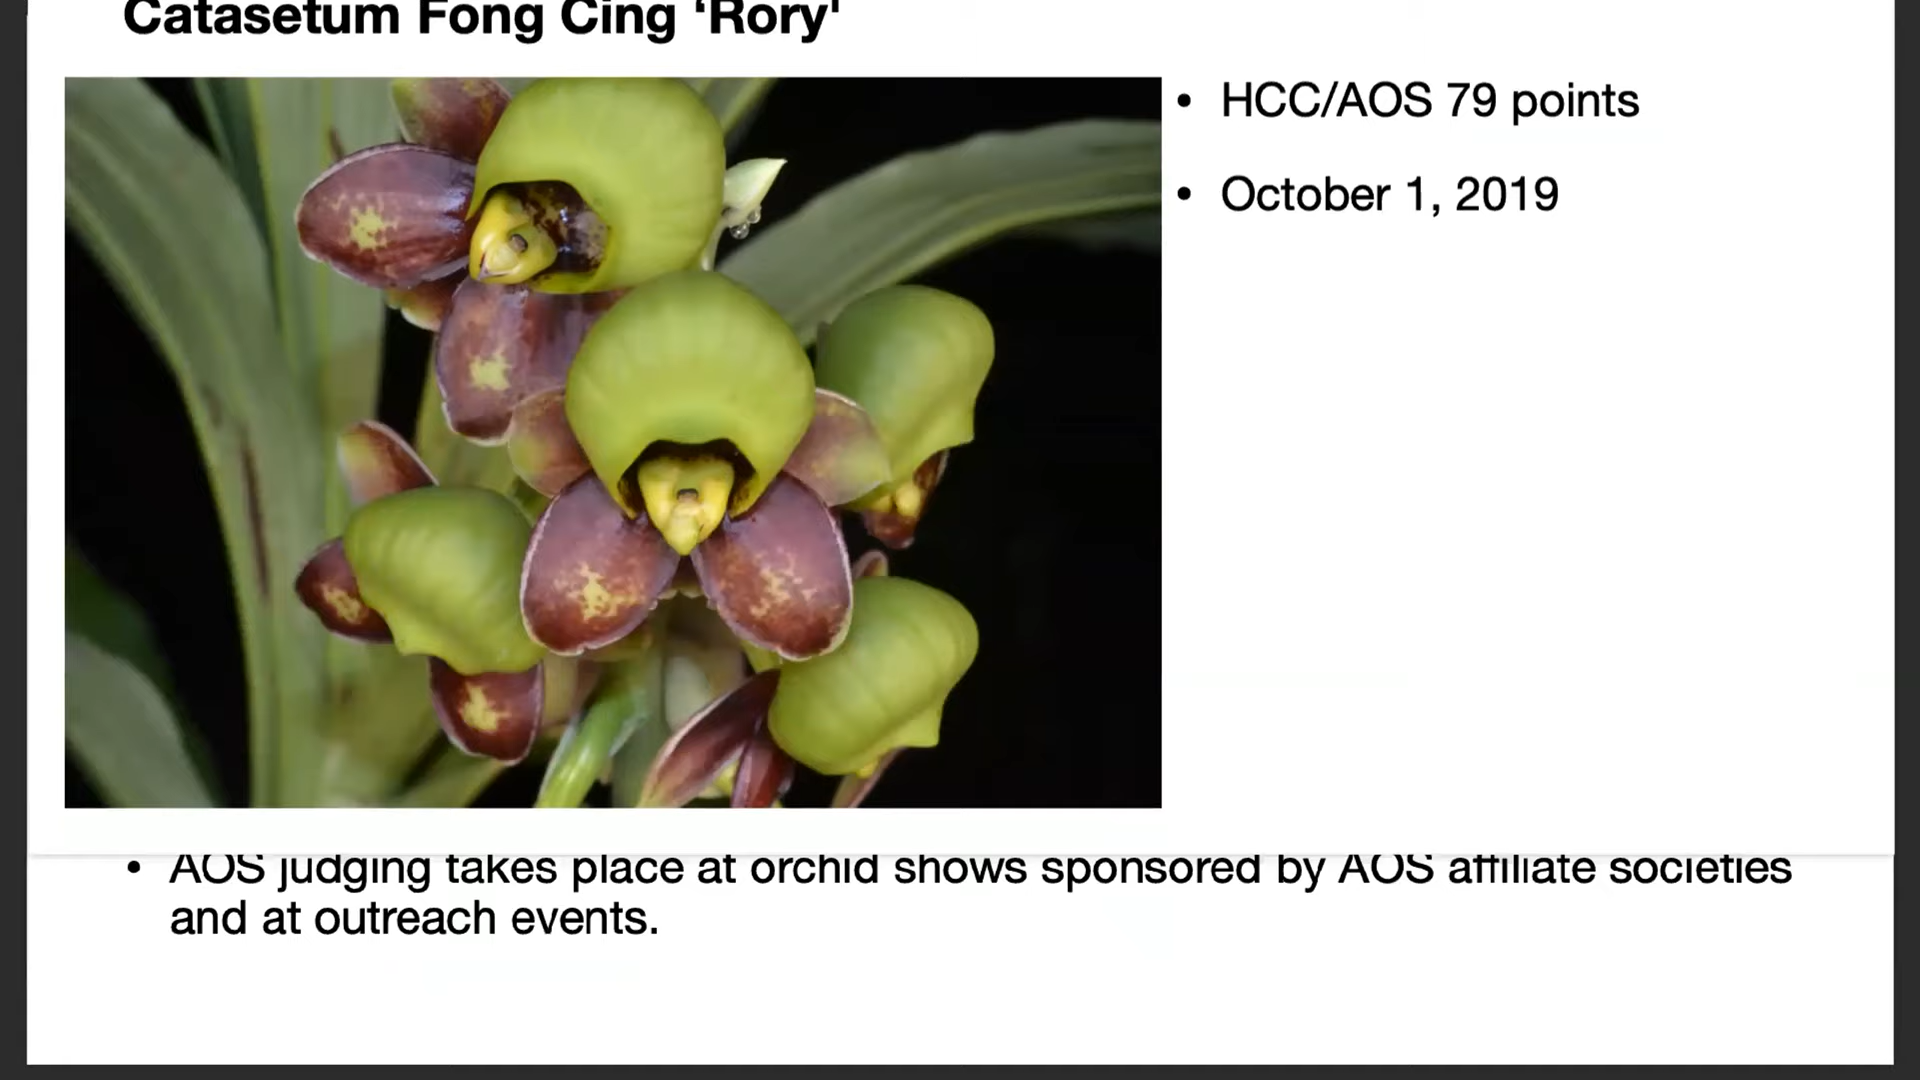 Catasetum Fong Cing ‘Rory'
• HCC/AOS 79 points
• October 1, 2019
• AOS judging takes place at orchid shows sponsored by AOS affiliate societies
and at outreach events.